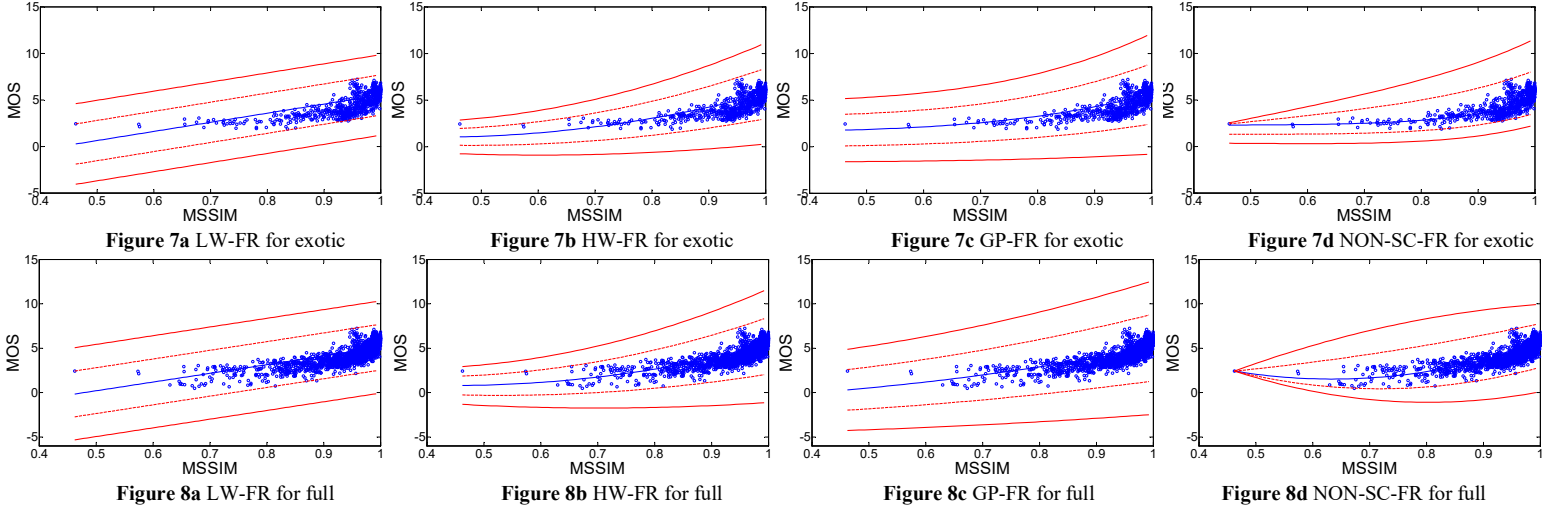 15
10
5
0
-5
MOS
0.4 0.5 0.6 0.7 0.8 0.9 1
MSSIM
Figure 7a LW-FR for exotic
15
10
5
0
-5
MOS
0.4 0.5 0.6 0.7 0.8 0.9 1
MSSIM
Figure 7b HW-FR for exotic
15
10
5
0
-5
MOS
0.4 0.5 0.6 0.7 0.8 0.9 1
MSSIM
Figure 7c GP-FR for exotic
15
10
5
0
-5
MOS
0.4 0.5 0.6 0.7 0.8 0.9 1
MSSIM
Figure 7d NON-SC-FR for exotic
15
10
5
0
-5
MOS
0.4 0.5 0.6 0.7 0.8 0.9 1
MSSIM
Figure 8a LW-FR for full
15
10
5
0
-5
MOS
0.4 0.5 0.6 0.7 0.8 0.9 1
MSSIM
Figure 8b HW-FR for full
15
10
5
0
-5
MOS
0.4 0.5 0.6 0.7 0.8 0.9 1
MSSIM
Figure 8c GP-FR for full
15
10
5
0
-5
MOS
0.4 0.5 0.6 0.7 0.8 0.9 1
MSSIM
Figure 8d NON-SC-FR for full